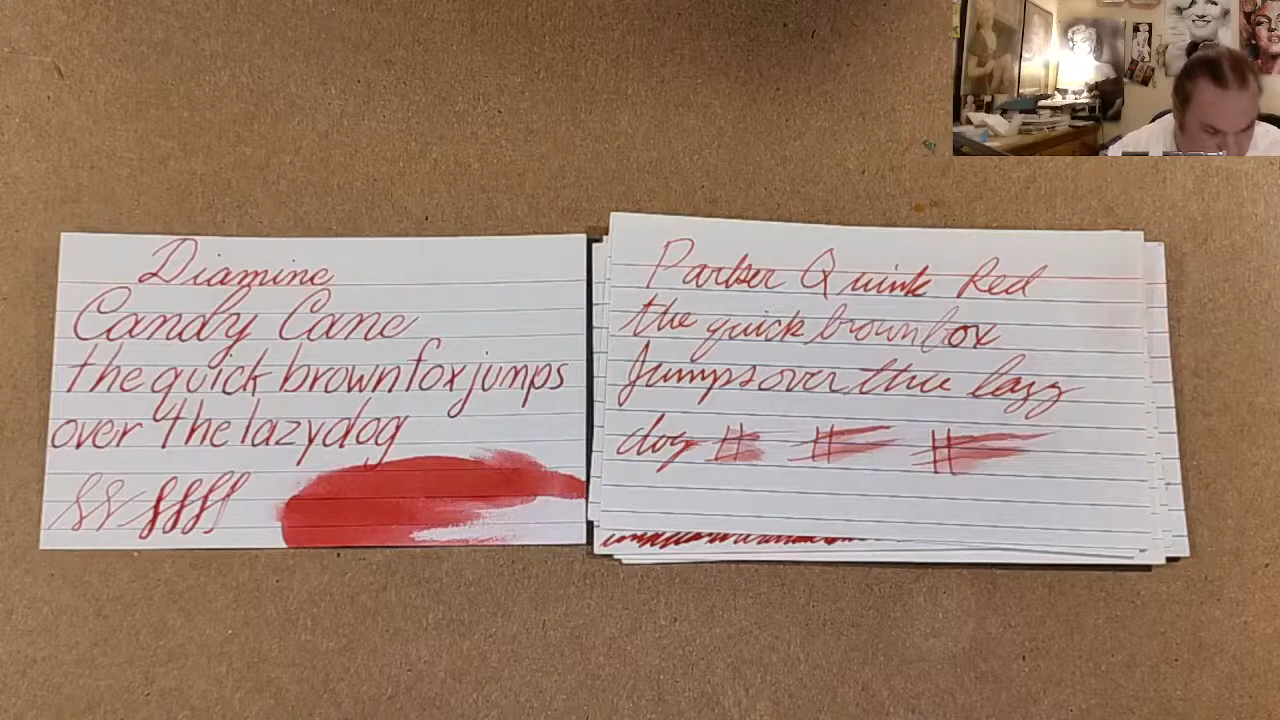 Diamine
Candy Cane
the quick brown fox jumps
over the lazy dog
Parker Quink Red
the quick brown fox
Jumps over thee lazy
dog